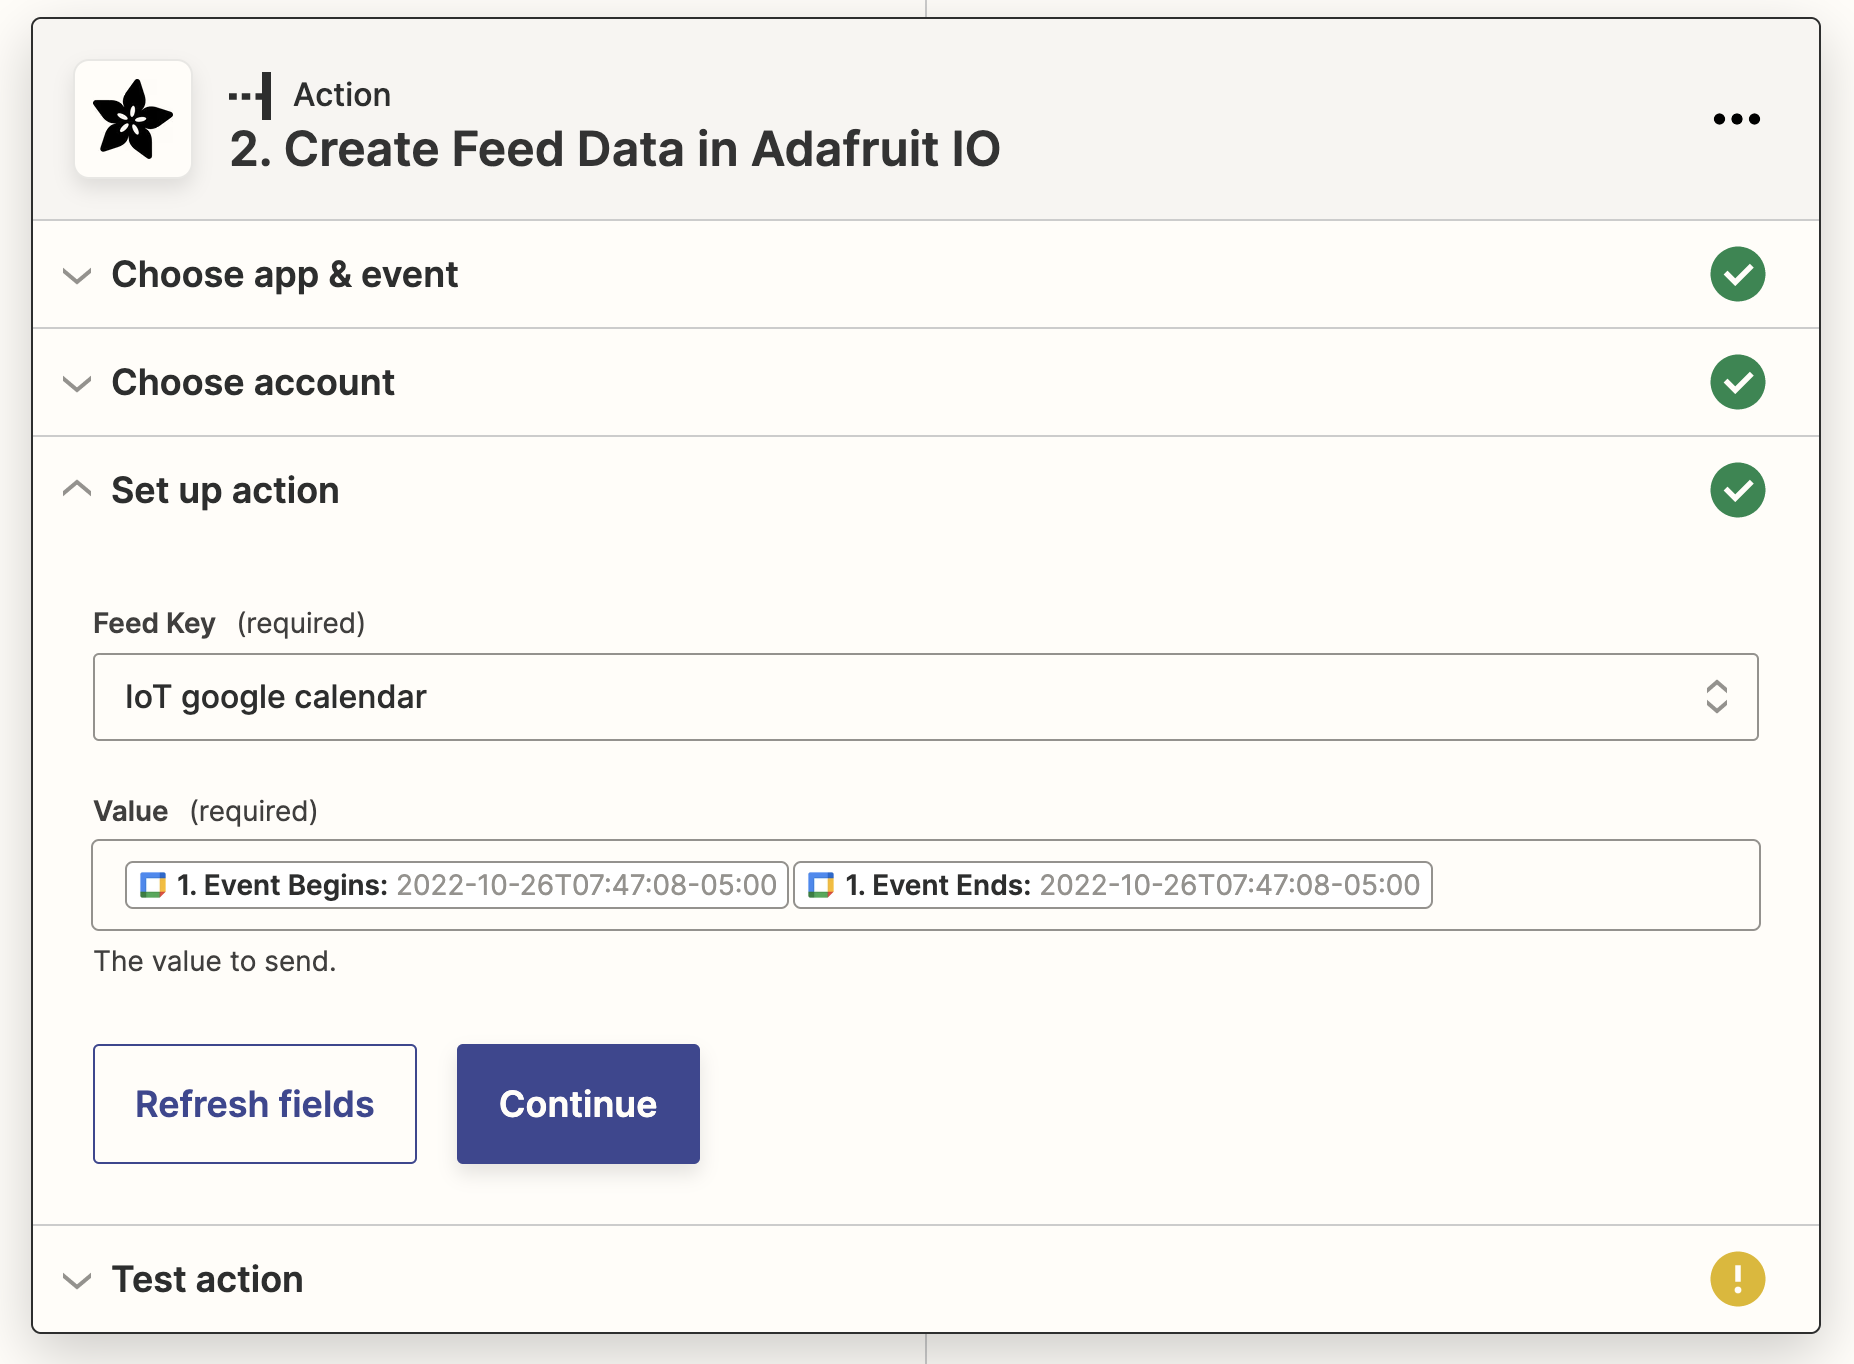 Action
2. Create Feed Data in Adafruit IO
Choose app & event
Choose account
Set up action
Feed Key (required)
IoT google calendar
Value (required)
1. Event Begins: 2022-10-26T07:47:08-05:00 1. Event Ends: 2022-10-26T07:47:08-05:00
The value to send.
Refresh fields Continue
Test action